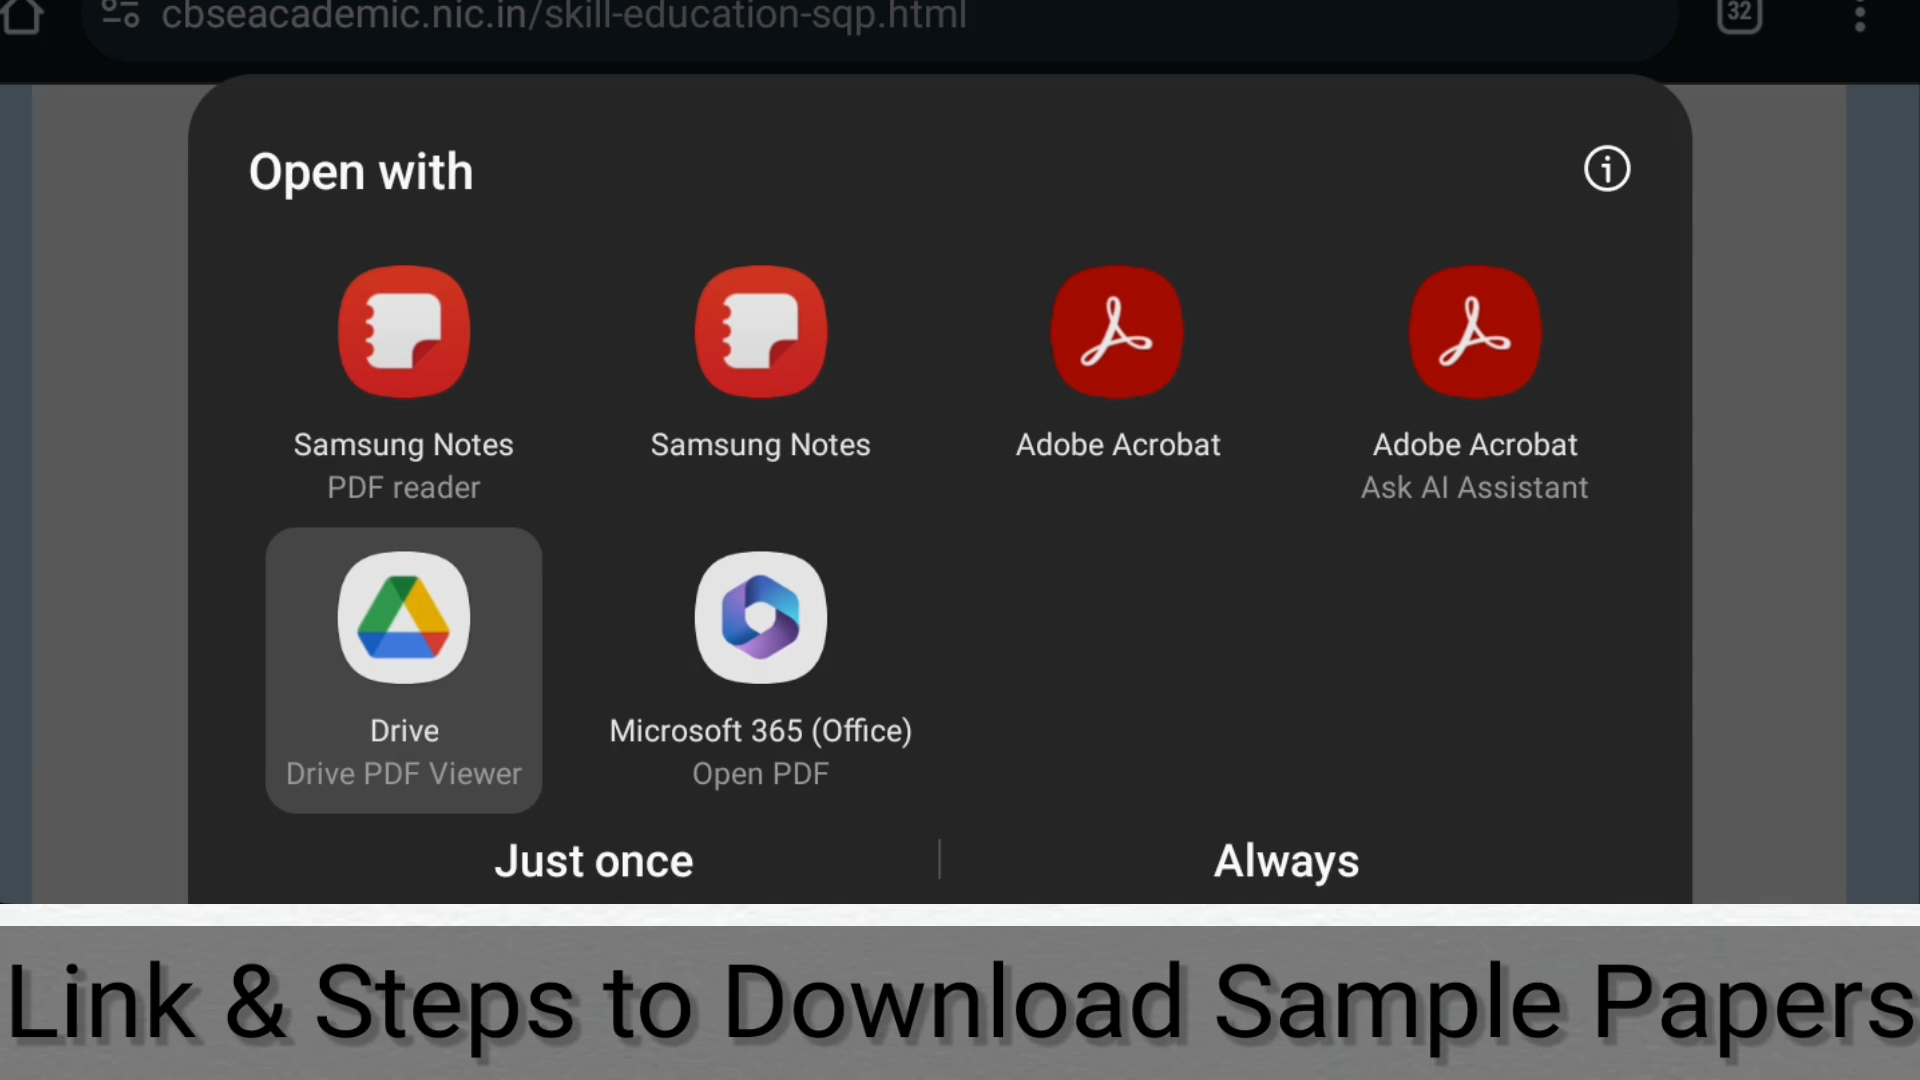 cbseacademic.nic.in/skill-education-sqp.html
32
Open with
Samsung Notes
PDF reader
Samsung Notes
Adobe Acrobat
Adobe Acrobat
Ask AI Assistant
Drive
Drive PDF Viewer
Microsoft 365 (Office)
Open PDF
Just once
Always
Link & Steps to Download Sample Papers